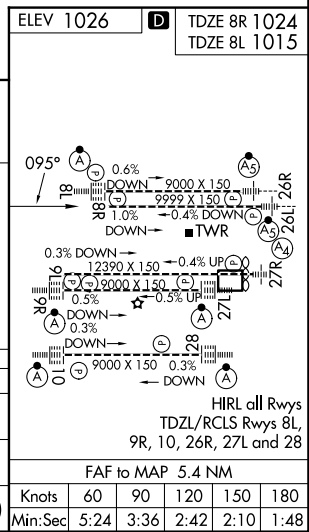 ELEV 1026
D
TDZE 8R 1024
TDZE 8L 1015
095°
A
P
0.6%
DOWN
9000 X 150
A5
8L
8R
P
9999 X 150
P
26R
26L
1.0%
DOWN
0.4% DOWN
P
A5
A4
TWR
0.3% DOWN
12390 X 150
0.4% UP
P
27R
9L
9R
P
P
9000 X 150
P
27L
0.5%
DOWN
0.5% UP
A
A
0.3%
DOWN
P
28
10
9000 X 150
0.3%
DOWN
A
P
A
HIRL all Rwys
TDZL/RCLS Rwys 8L,
9R, 10, 26R, 27L and 28
FAF to MAP 5.4 NM
Knots 60 90 120 150 180
Min:Sec 5:24 3:36 2:42 2:10 1:48